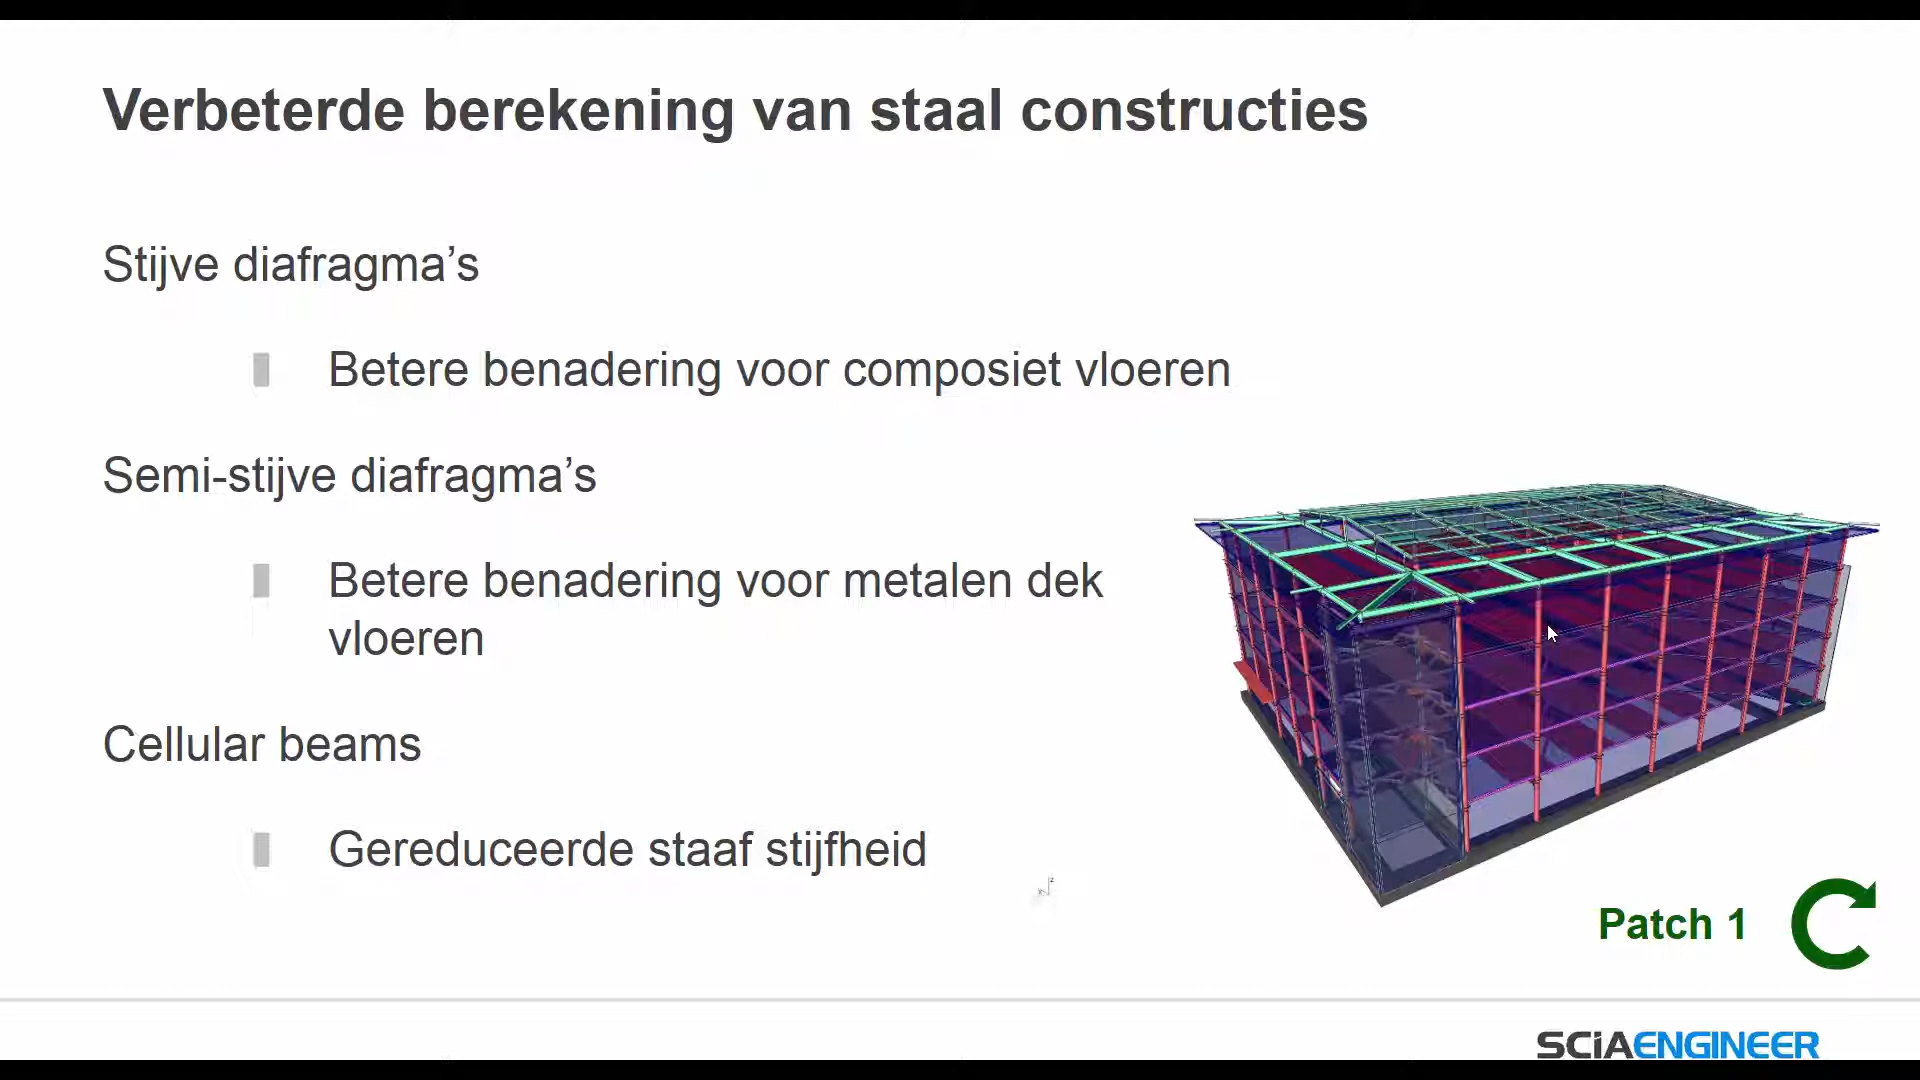 Verbeterde berekening van staal constructies
Stijve diafragma’s
Betere benadering voor composiet vloeren
Semi-stijve diafragma’s
Betere benadering voor metalen dek
vloeren
Cellular beams
Gereduceerde staaf stijfheid
Patch 1
SCiAENGINEER